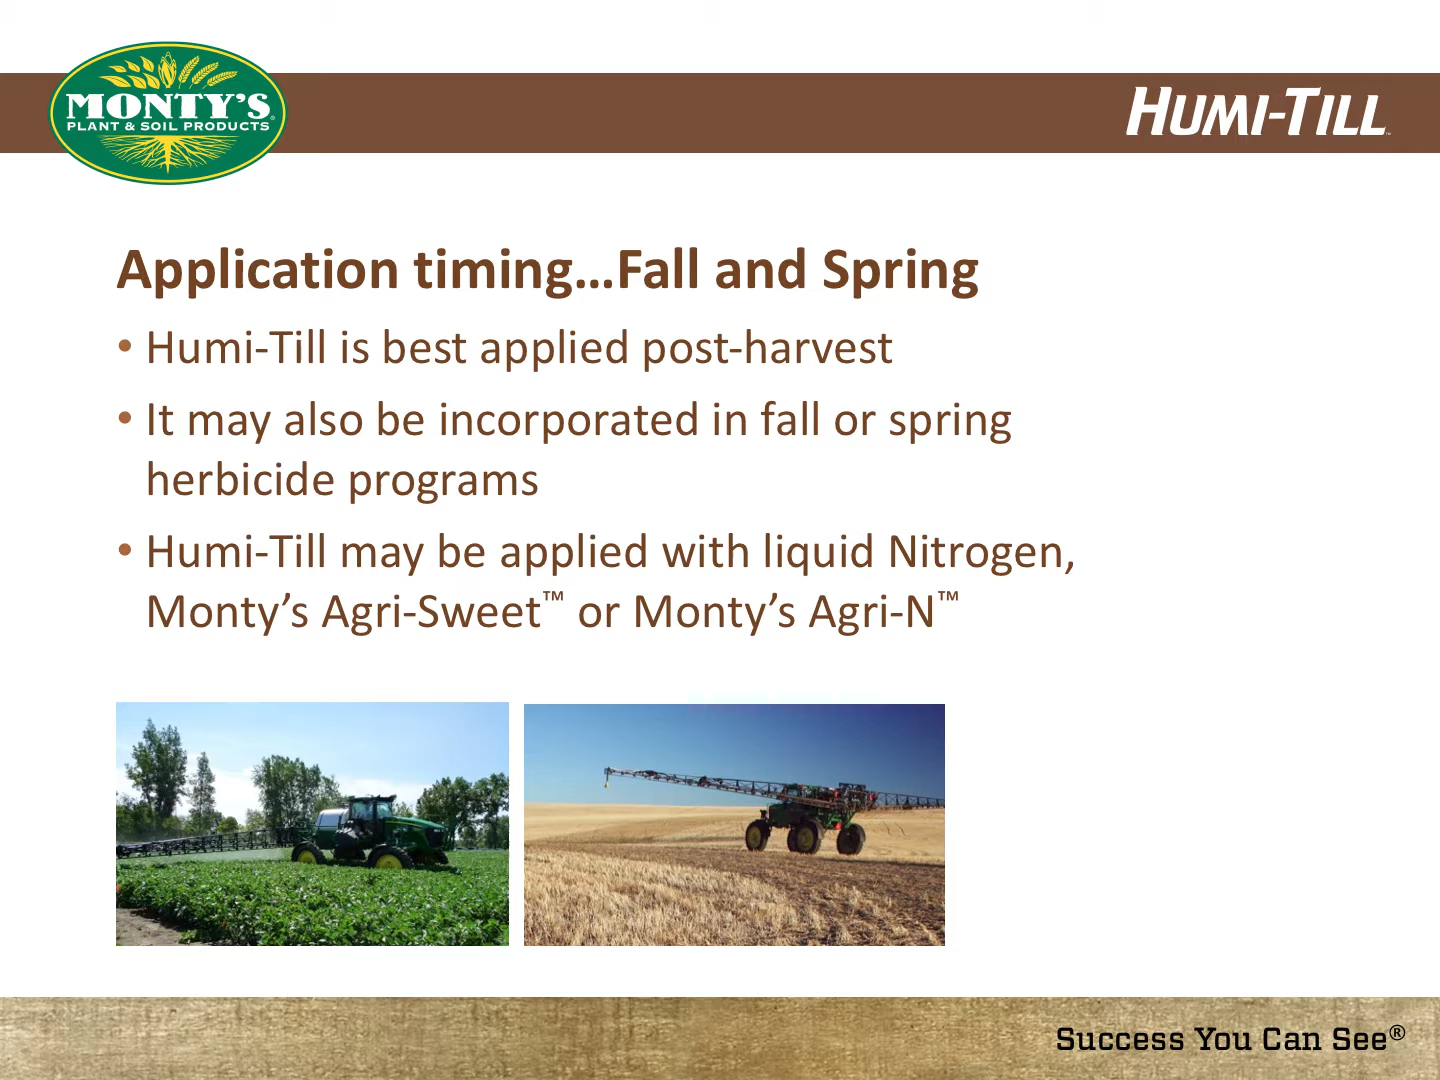 MONTY'S®
PLANT & SOIL PRODUCTS
HUMI-TILL™
Application timing…Fall and Spring
• Humi-Till is best applied post-harvest
• It may also be incorporated in fall or spring
herbicide programs
• Humi-Till may be applied with liquid Nitrogen,
Monty’s Agri-Sweet™ or Monty’s Agri-N™
Success You Can See®